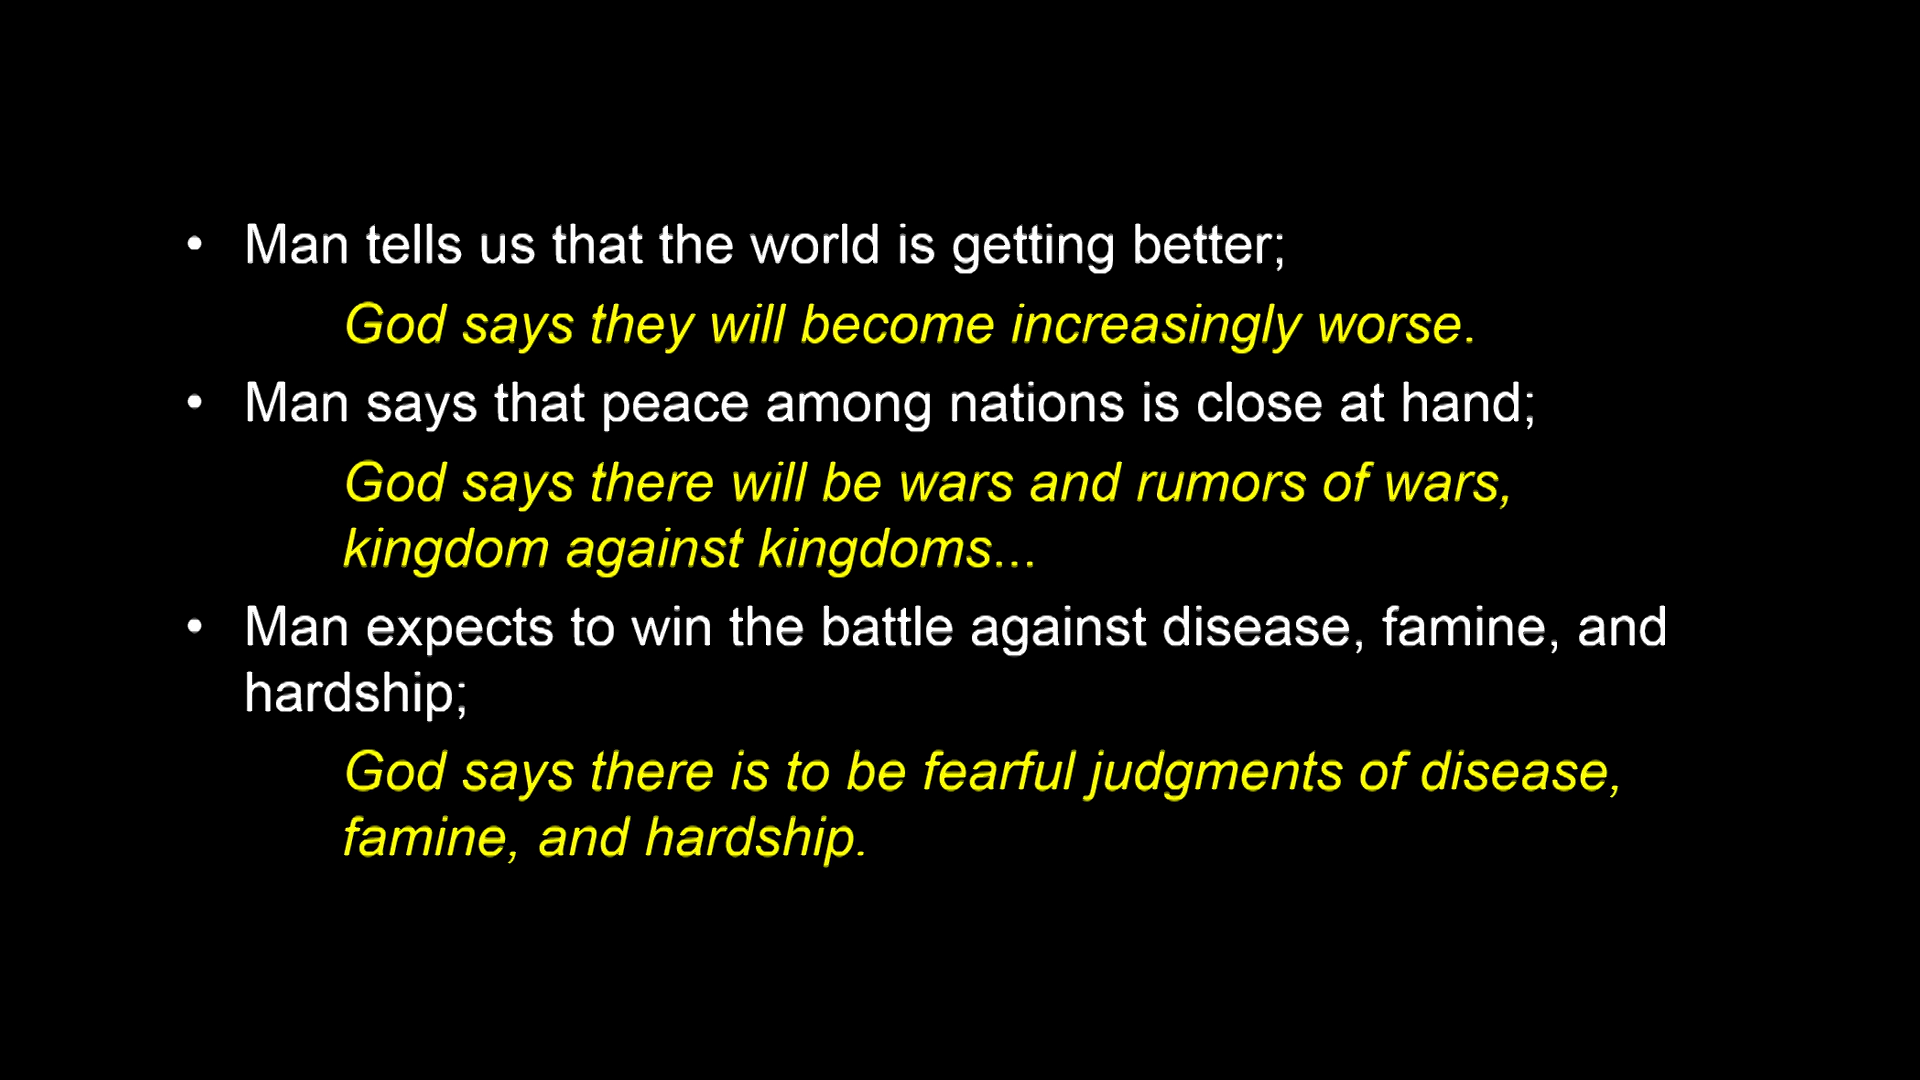 • Man tells us that the world is getting better;
God says they will become increasingly worse.
• Man says that peace among nations is close at hand;
God says there will be wars and rumors of wars,
kingdom against kingdoms...
• Man expects to win the battle against disease, famine, and
hardship;
God says there is to be fearful judgments of disease,
famine, and hardship.